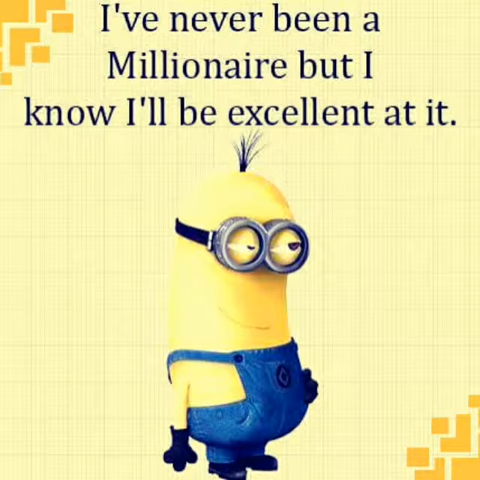 I've never been a
Millionaire but I
know I'll be excellent at it.